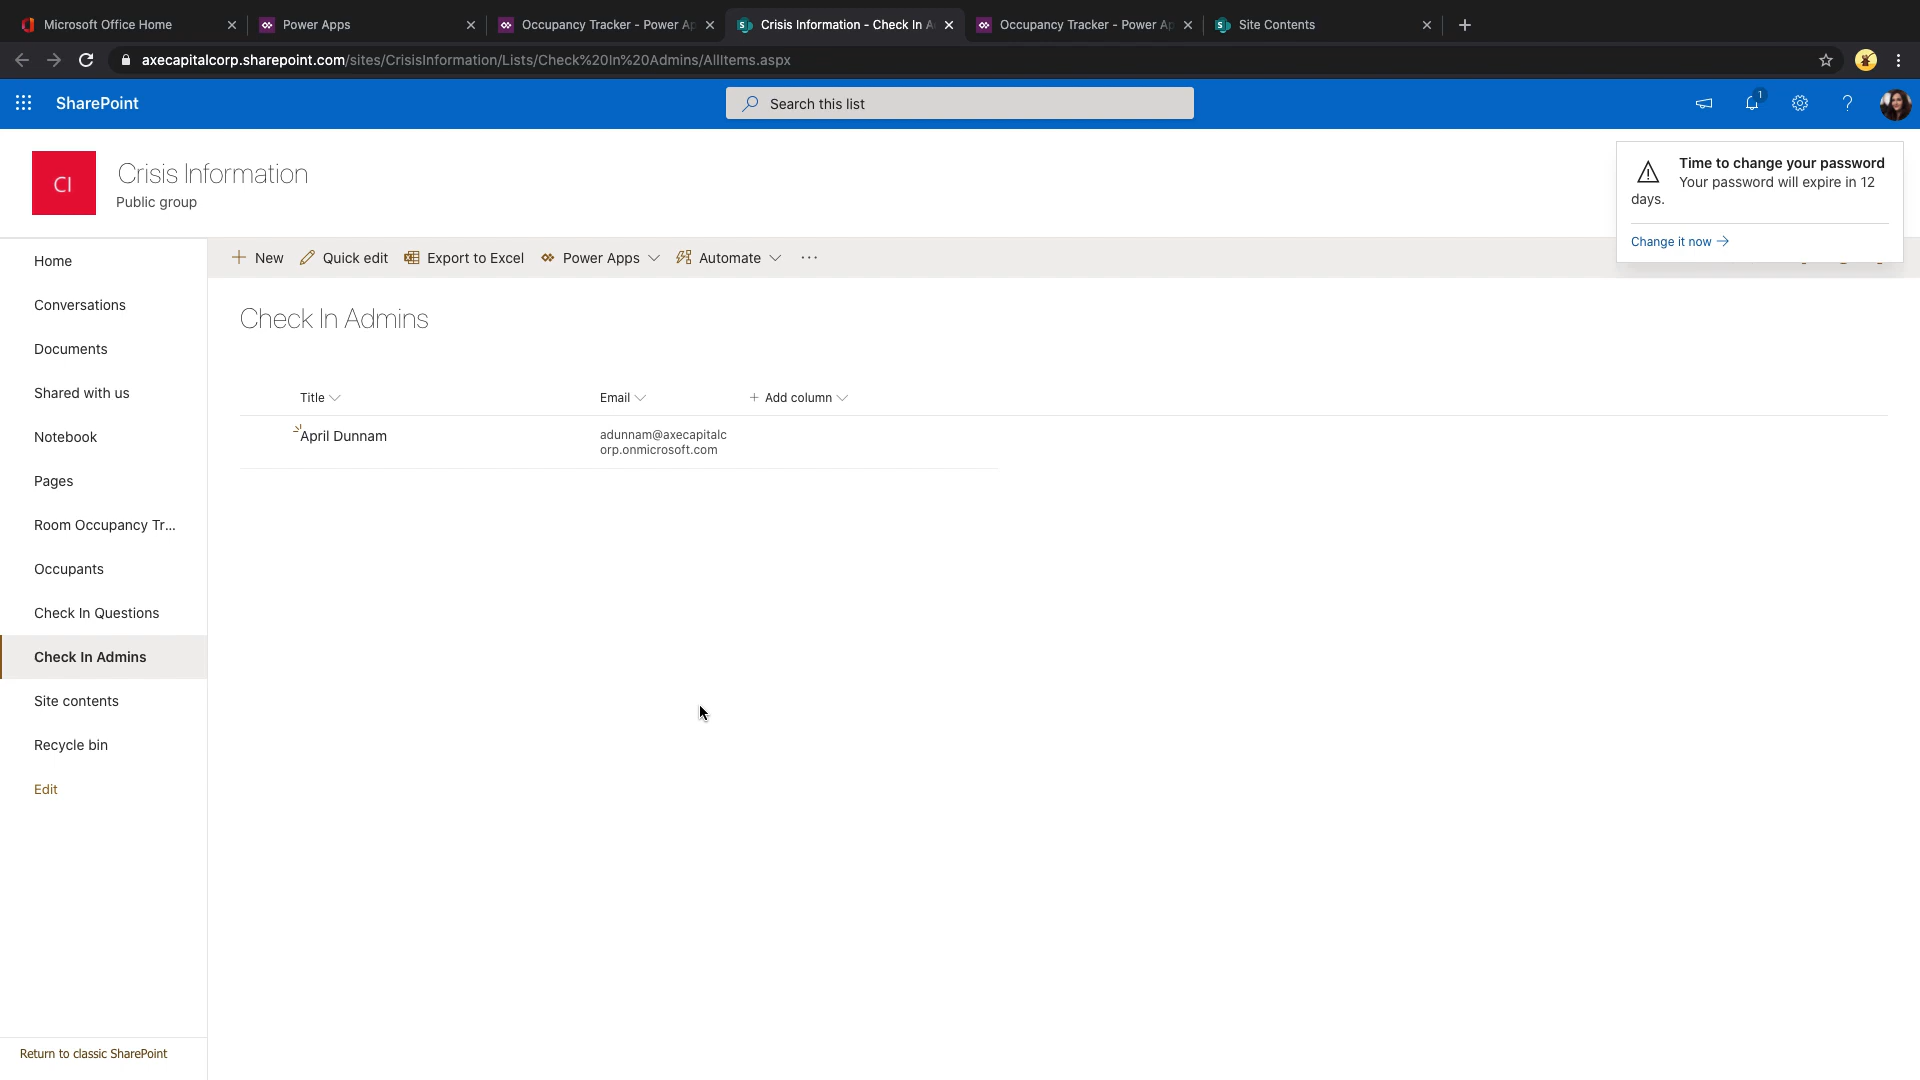 Microsoft Office Home
Power Apps
Occupancy Tracker - Power Ap
Crisis Information - Check In A
Occupancy Tracker - Power Ap
Site Contents
axecapitalcorp.sharepoint.com/sites/CrisisInformation/Lists/Check%20In%20Admins/AllItems.aspx
SharePoint
Search this list
1
?
CI
Crisis Information
Public group
Time to change your password
Your password will expire in 12
days.
Change it now
New
Quick edit
Export to Excel
Power Apps
Automate
Home
Conversations
Documents
Shared with us
Notebook
Pages
Room Occupancy Tr...
Occupants
Check In Questions
Check In Admins
Site contents
Recycle bin
Edit
Return to classic SharePoint
Check In Admins
Title
Email
Add column
April Dunnam
adunnam@axecapitalc
orp.onmicrosoft.com